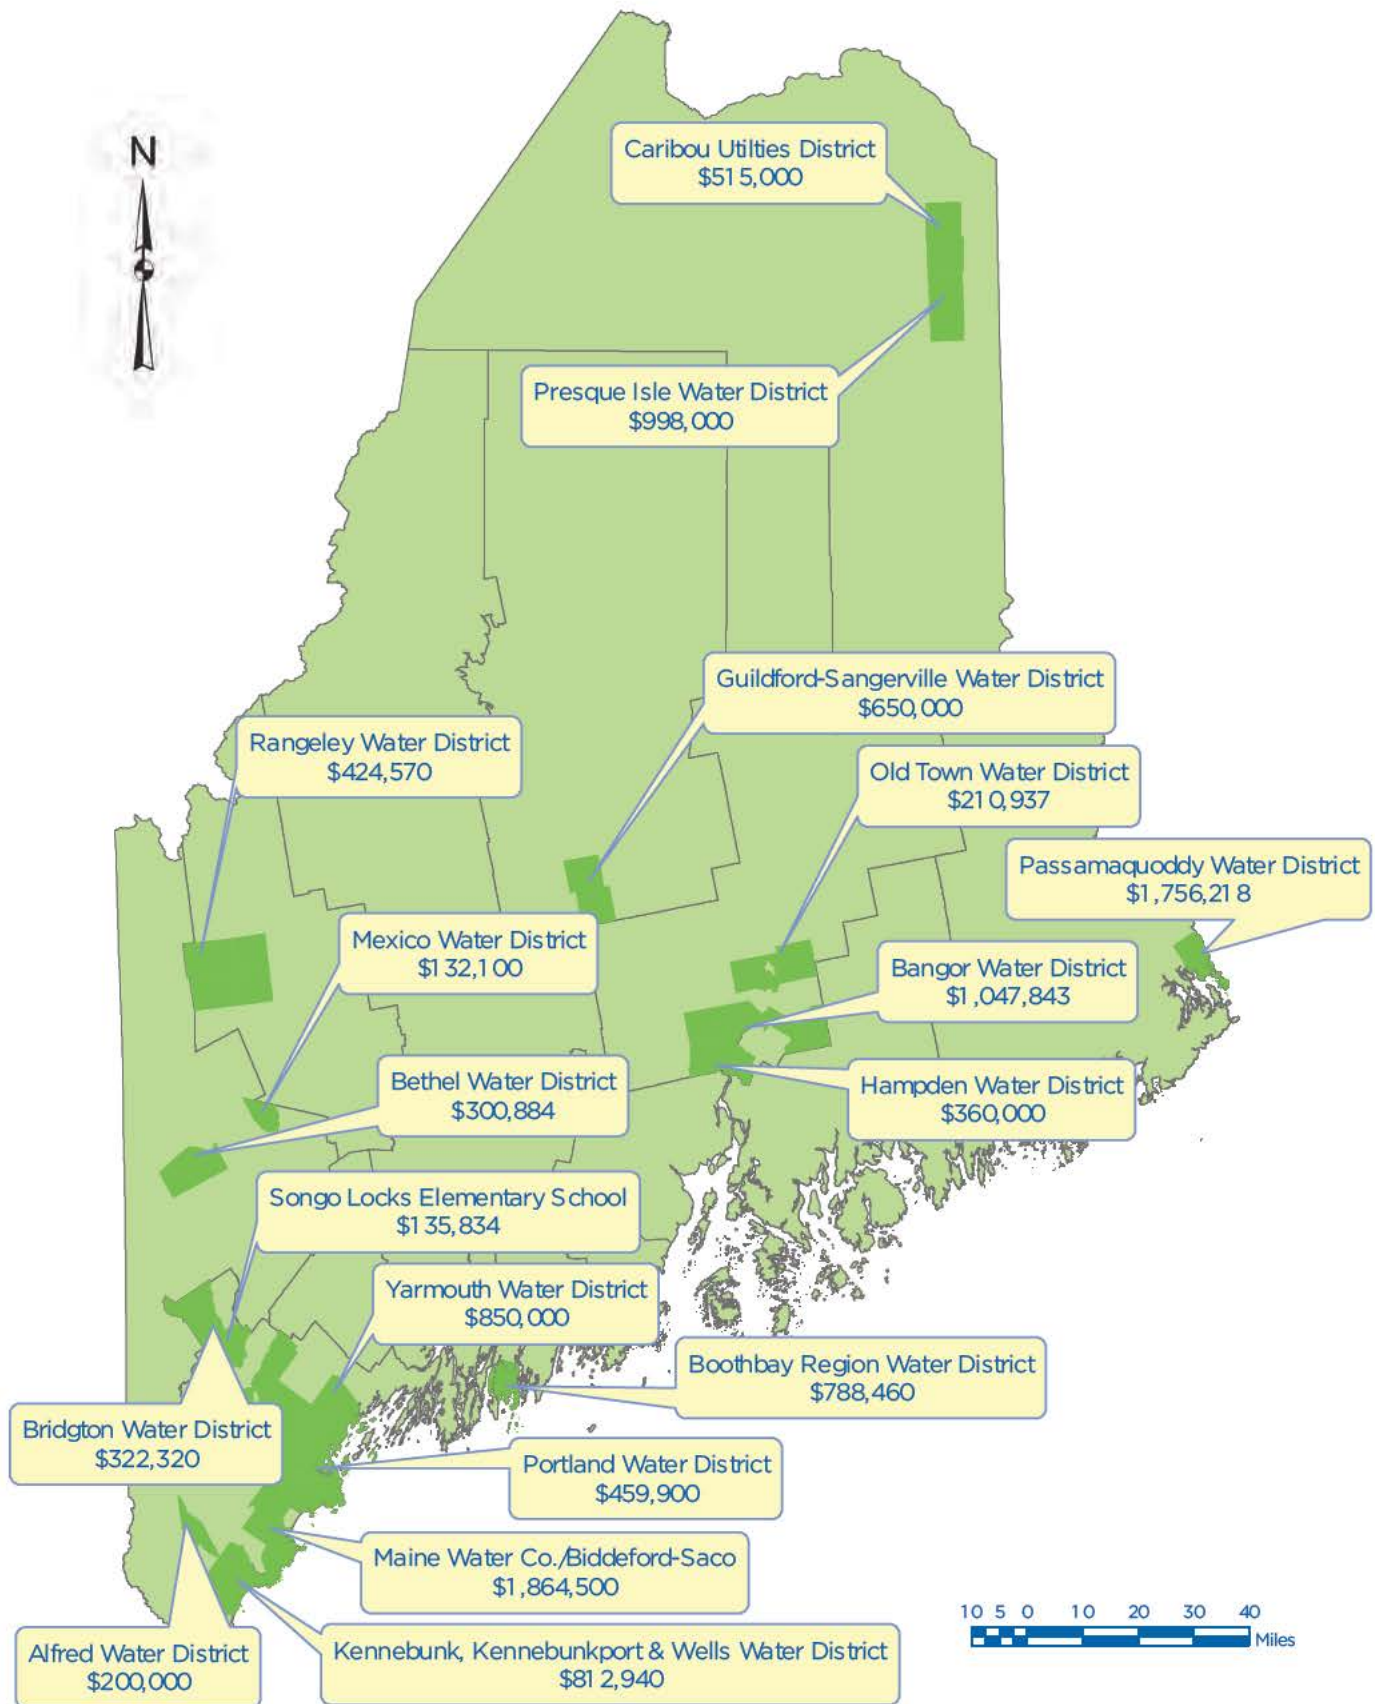 N
Caribou Utilties District
$515,000
Presque Isle Water District
$998,000
Guildford-Sangerville Water District
$650,000
Rangeley Water District
$424,570
Old Town Water District
$210,937
Passamaquoddy Water District
$1,756,218
Mexico Water District
$132,100
Bangor Water District
$1,047,843
Bethel Water District
$300,884
Hampden Water District
$360,000
Songo Locks Elementary School
$135,834
Yarmouth Water District
$850,000
Boothbay Region Water District
$788,460
Bridgton Water District
$322,320
Portland Water District
$459,900
Maine Water Co./Biddeford-Saco
$1,864,500
Alfred Water District
$200,000
Kennebunk, Kennebunkport & Wells Water District
$812,940
10 5 0 10 20 30 40
Miles